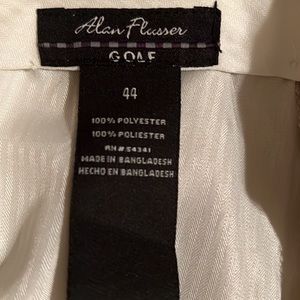 Alan Flusser
GOLF
44
100% POLYESTER
100% POLIESTER
RN# 54341
MADE IN BANGLADESH
HECHO EN BANGLADESH